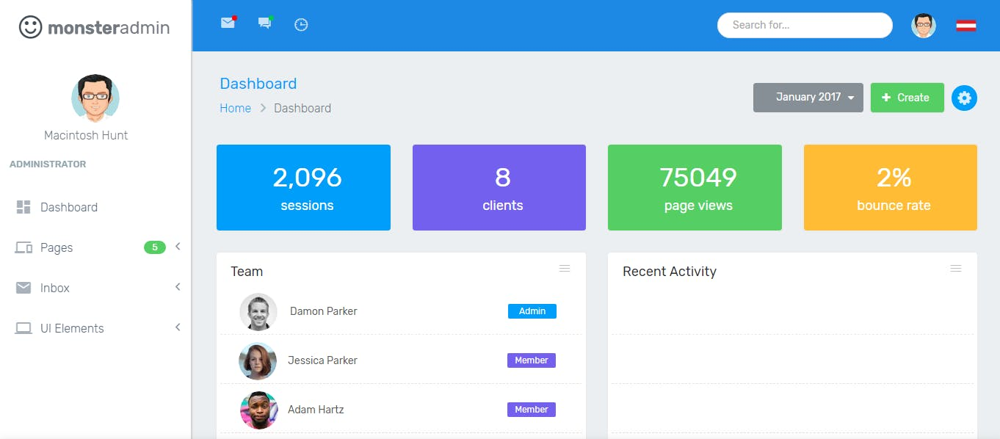 monsteradmin
Search for...
Macintosh Hunt
ADMINISTRATOR
Dashboard
Pages 5
Inbox
UI Elements
Dashboard
Home > Dashboard
January 2017
+ Create
2,096
sessions
8
clients
75049
page views
2%
bounce rate
Team
Damon Parker Admin
Jessica Parker Member
Adam Hartz Member
Recent Activity